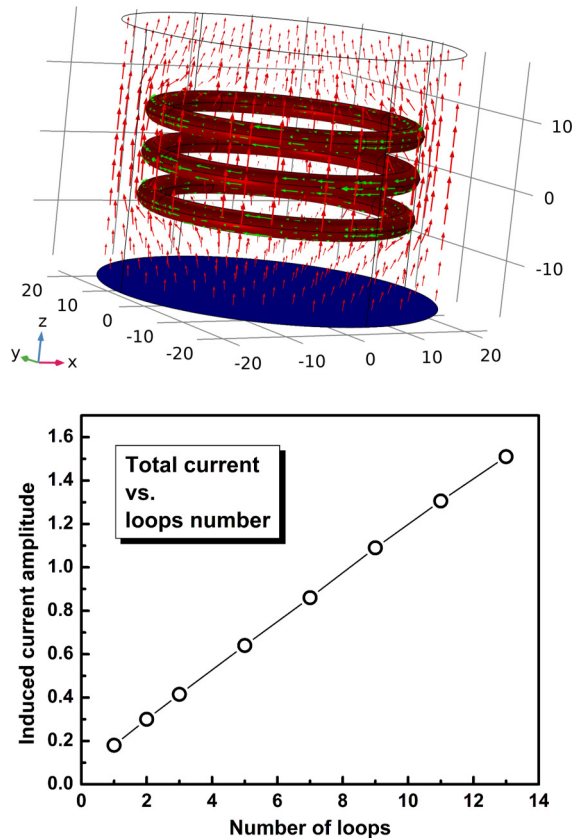 10
0
-10
20
10
0
-10
-20
-20
-10
0
10
20
z
y
x
1.6
1.4
1.2
1.0
0.8
0.6
0.4
0.2
0.0
Induced current amplitude
Total current
vs.
loops number
0 2 4 6 8 10 12 14
Number of loops